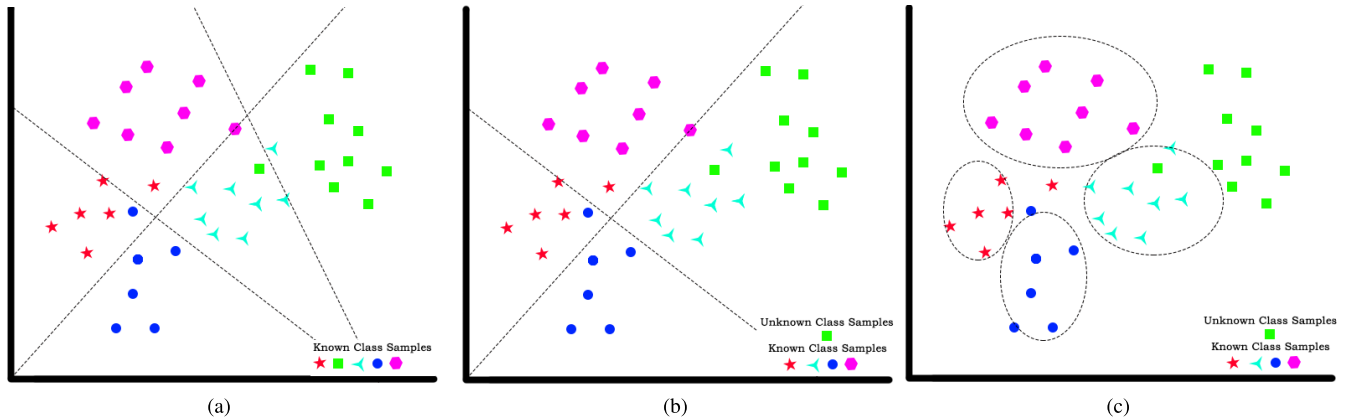 Known Class Samples
(a)
Unknown Class Samples
Known Class Samples
(b)
Unknown Class Samples
Known Class Samples
(c)